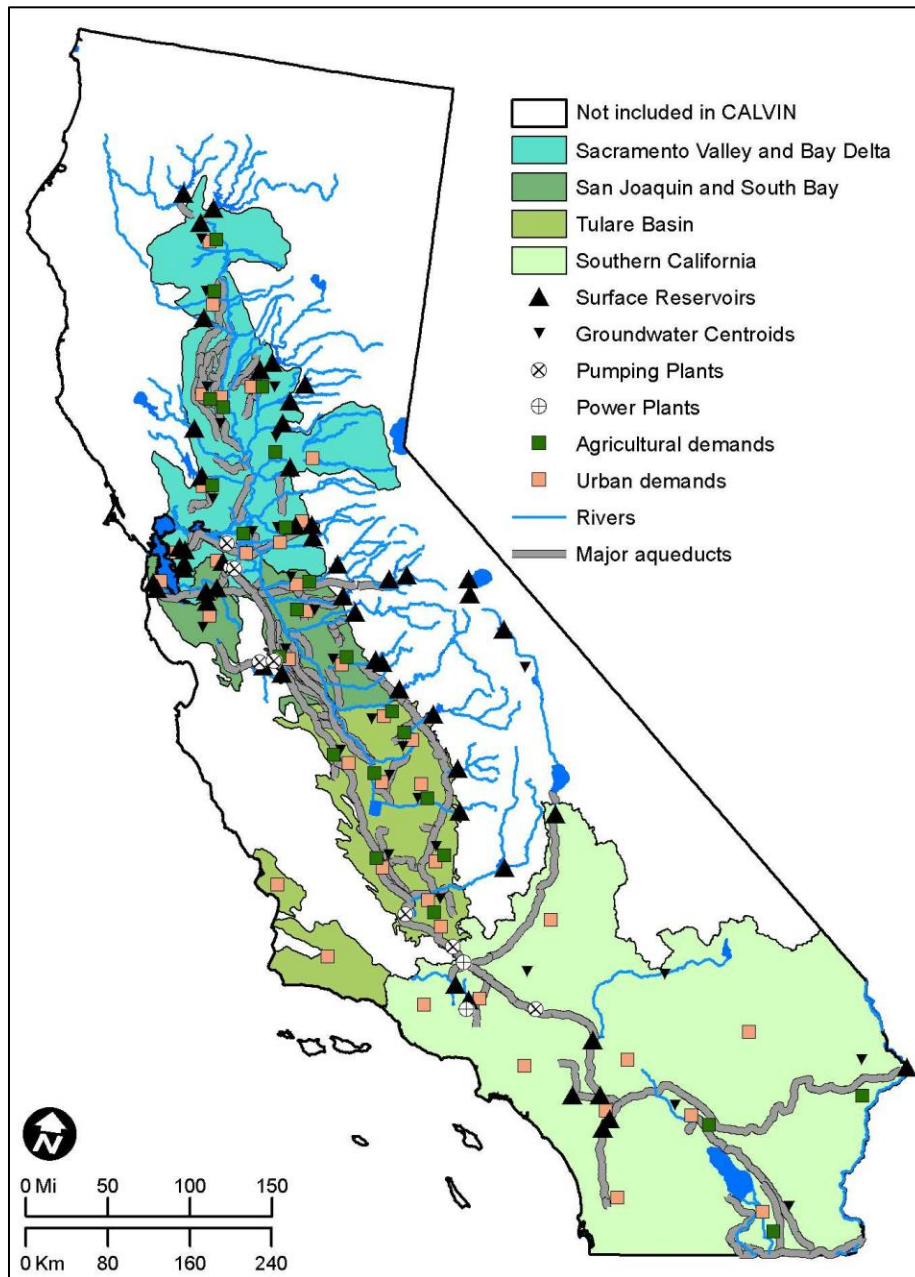 Not included in CALVIN
Sacramento Valley and Bay Delta
San Joaquin and South Bay
Tulare Basin
Southern California
Surface Reservoirs
Groundwater Centroids
Pumping Plants
Power Plants
Agricultural demands
Urban demands
Rivers
Major aqueducts
N
0 Mi 50 100 150
0 Km 80 160 240